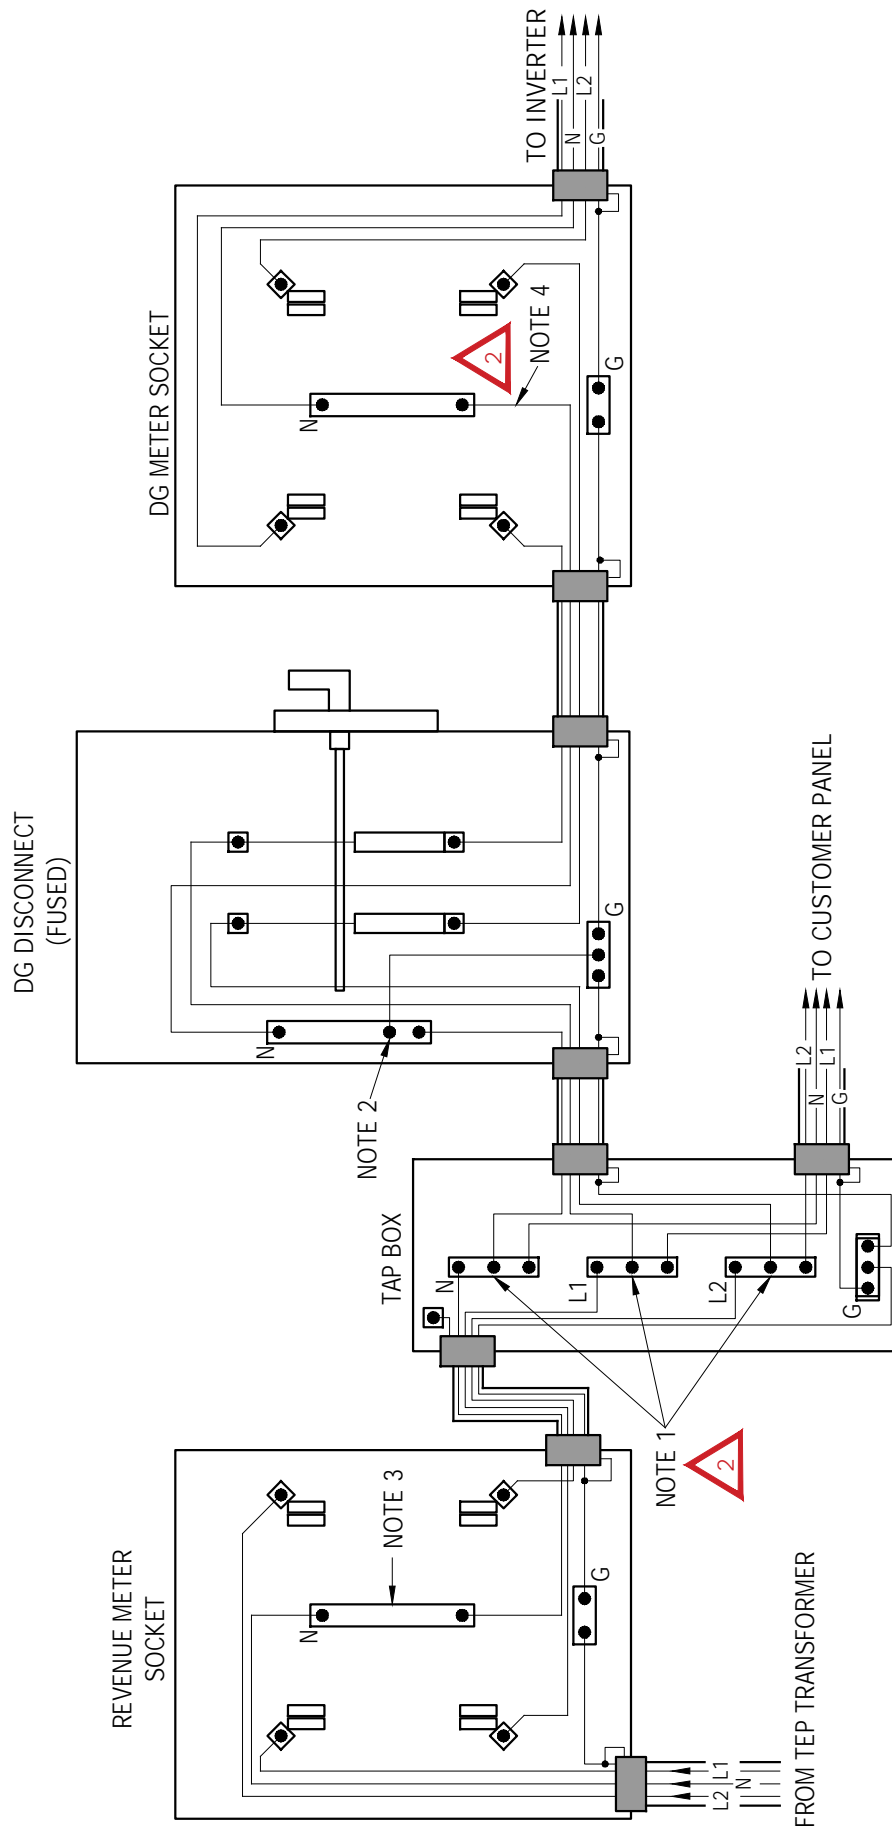 REVENUE METER
SOCKET
N
NOTE 3
G
L2
N
L1
FROM TEP TRANSFORMER
TAP BOX
N
L1
L2
G
NOTE 1
2
L2
N
L1
G
TO CUSTOMER PANEL
DG DISCONNECT
(FUSED)
N
NOTE 2
G
DG METER SOCKET
N
2
NOTE 4
G
TO INVERTER
L1
N
L2
G